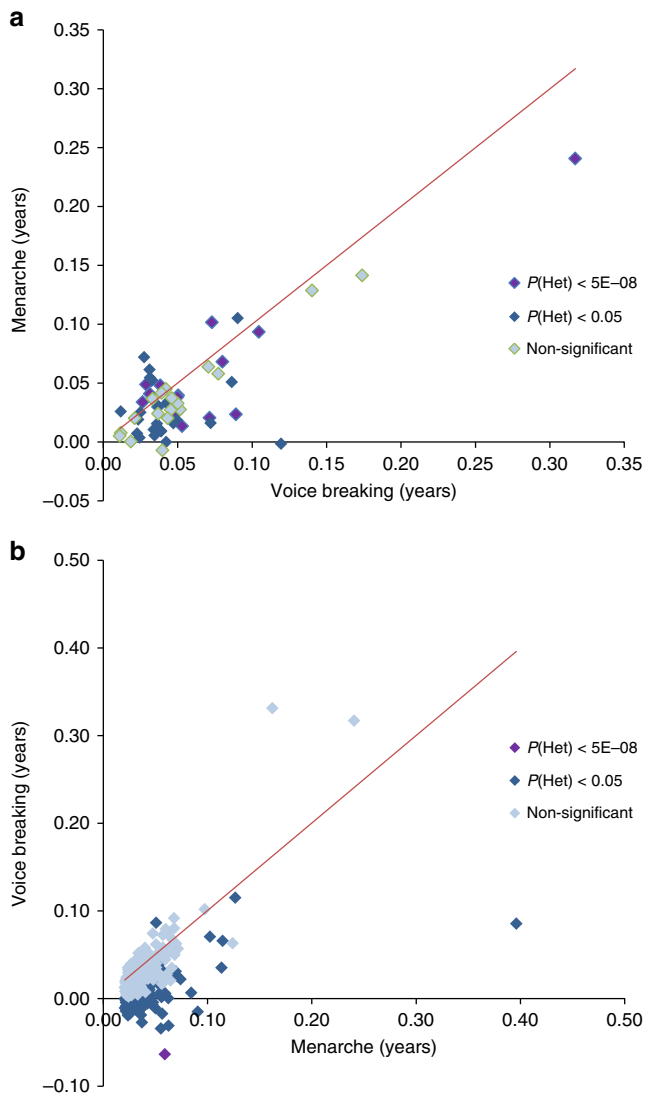 a
0.35
0.30
0.25
0.20
0.15
0.10
0.05
0.00
–0.05
Menarche (years)
P(Het) < 5E–08
P(Het) < 0.05
Non-significant
0.00 0.05 0.10 0.15 0.20 0.25 0.30 0.35
Voice breaking (years)
b
0.50
0.40
0.30
0.20
0.10
0.00
–0.10
Voice breaking (years)
P(Het) < 5E–08
P(Het) < 0.05
Non-significant
0.00 0.10 0.20 0.30 0.40 0.50
Menarche (years)